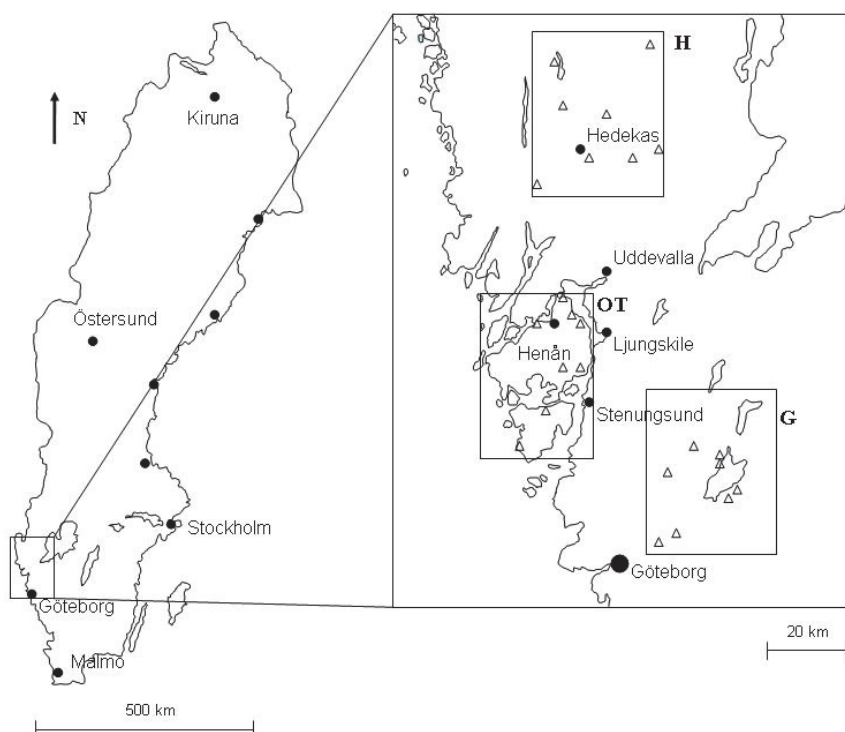 N
Kiruna
Östersund
Stockholm
Göteborg
Malmö
500 km
H
Hedekas
Uddevalla
OT
Henån
Ljungskile
Stenungsund
G
Göteborg
20 km